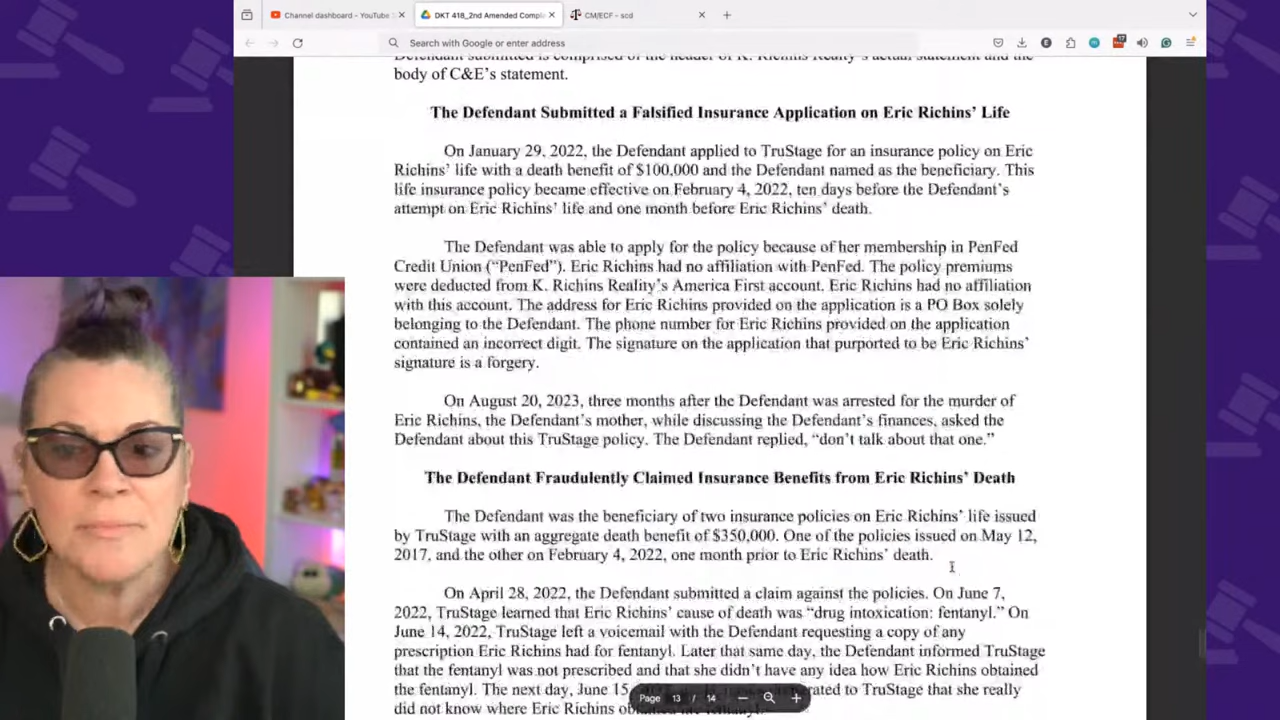 Channel dashboard - YouTube
DKT 418_2nd Amended Compl
CM/ECF - scd
Search with Google or enter address
body of C&E's statement.
The Defendant Submitted a Falsified Insurance Application on Eric Richins' Life
On January 29, 2022, the Defendant applied to TruStage for an insurance policy on Eric
Richins' life with a death benefit of $100,000 and the Defendant named as the beneficiary. This
life insurance policy became effective on February 4, 2022, ten days before the Defendant's
attempt on Eric Richins' life and one month before Eric Richins' death.
The Defendant was able to apply for the policy because of her membership in PenFed
Credit Union ("PenFed"). Eric Richins had no affiliation with PenFed. The policy premiums
were deducted from K. Richins Reality's America First account. Eric Richins had no affiliation
with this account. The address for Eric Richins provided on the application is a PO Box solely
belonging to the Defendant. The phone number for Eric Richins provided on the application
contained an incorrect digit. The signature on the application that purported to be Eric Richins'
signature is a forgery.
On August 20, 2023, three months after the Defendant was arrested for the murder of
Eric Richins, the Defendant's mother, while discussing the Defendant's finances, asked the
Defendant about this TruStage policy. The Defendant replied, "don't talk about that one."
The Defendant Fraudulently Claimed Insurance Benefits from Eric Richins' Death
The Defendant was the beneficiary of two insurance policies on Eric Richins' life issued
by TruStage with an aggregate death benefit of $350,000. One of the policies issued on May 12,
2017, and the other on February 4, 2022, one month prior to Eric Richins' death.
On April 28, 2022, the Defendant submitted a claim against the policies. On June 7,
2022, TruStage learned that Eric Richins' cause of death was "drug intoxication: fentanyl." On
June 14, 2022, TruStage left a voicemail with the Defendant requesting a copy of any
prescription Eric Richins had for fentanyl. Later that same day, the Defendant informed TruStage
that the fentanyl was not prescribed and that she didn't have any idea how Eric Richins obtained
the fentanyl. The next day, June 15, to TruStage that she really
did not know where Eric Richins
Page 13 / 14